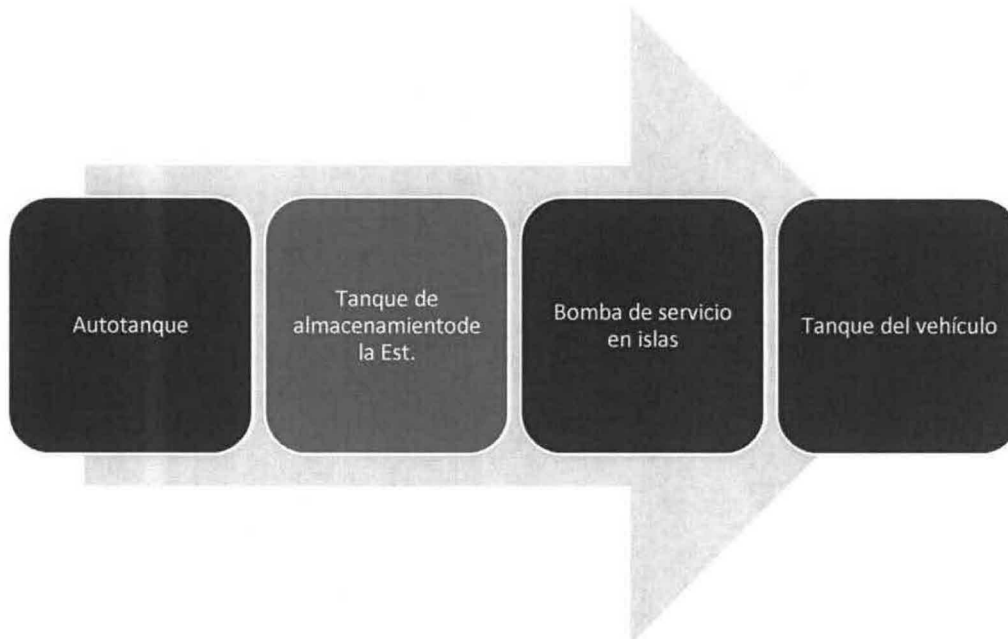 Autotanque
Tanque de
almacenamientode
la Est.
Bomba de servicio
en islas
Tanque del vehículo